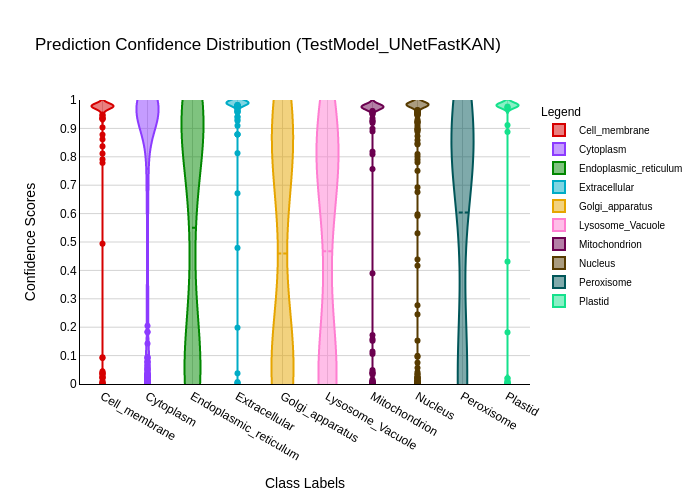 Prediction Confidence Distribution (TestModel_UNetFastKAN)
Legend
Cell_membrane
Cytoplasm
Endoplasmic_reticulum
Extracellular
Golgi_apparatus
Lysosome_Vacuole
Mitochondrion
Nucleus
Peroxisome
Plastid
Confidence Scores
1
0.9
0.8
0.7
0.6
0.5
0.4
0.3
0.2
0.1
0
Cell_membrane
Cytoplasm
Endoplasmic_reticulum
Extracellular
Golgi_apparatus
Lysosome_Vacuole
Mitochondrion
Nucleus
Peroxisome
Plastid
Class Labels